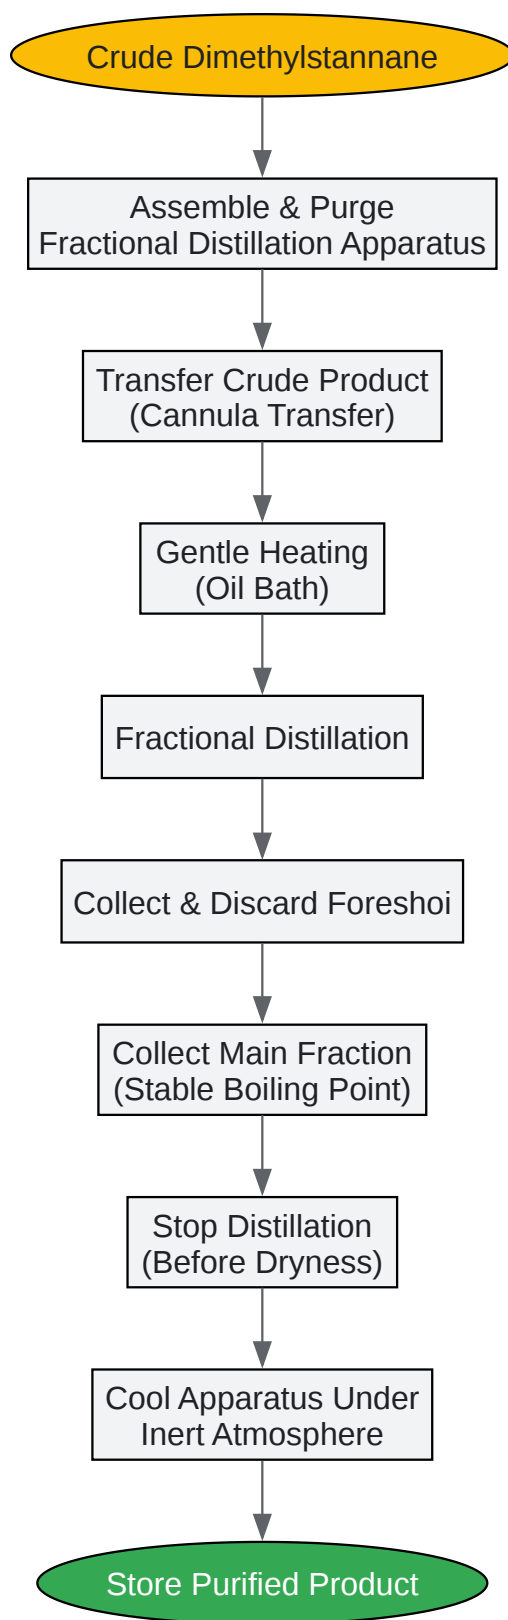 Crude Dimethylstannane
Assemble & Purge
Fractional Distillation Apparatus
Transfer Crude Product
(Cannula Transfer)
Gentle Heating
(Oil Bath)
Fractional Distillation
Collect & Discard Foreshoi
Collect Main Fraction
(Stable Boiling Point)
Stop Distillation
(Before Dryness)
Cool Apparatus Under
Inert Atmosphere
Store Purified Product